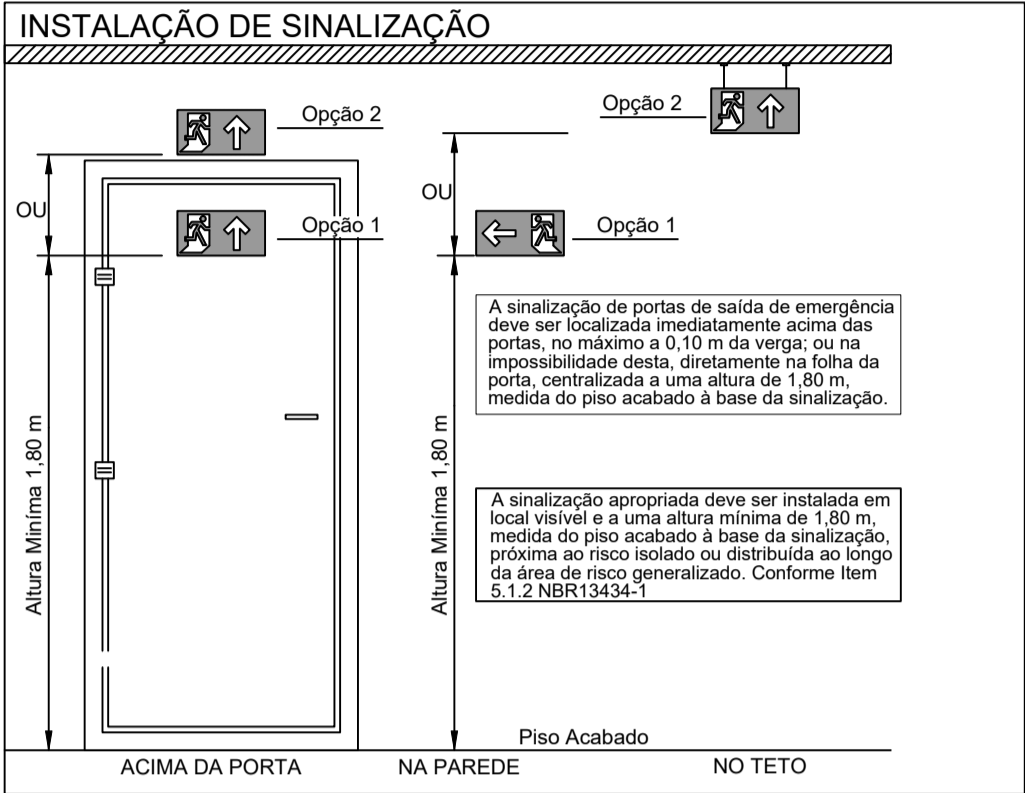 INSTALAÇÃO DE SINALIZAÇÃO
Opção 2
Opção 2
OU
OU
Opção 1
Opção 1
A sinalização de portas de saída de emergência
deve ser localizada imediatamente acima das
portas, no máximo a 0,10 m da verga; ou na
impossibilidade desta, diretamente na folha da
porta, centralizada a uma altura de 1,80 m,
medida do piso acabado à base da sinalização.
Altura Miníma 1,80 m
Altura Miníma 1,80 m
A sinalização apropriada deve ser instalada em
local visível e a uma altura mínima de 1,80 m,
medida do piso acabado à base da sinalização,
próxima ao risco isolado ou distribuída ao longo
da área de risco generalizado. Conforme Item
5.1.2 NBR13434-1
Piso Acabado
ACIMA DA PORTA
NA PAREDE
NO TETO